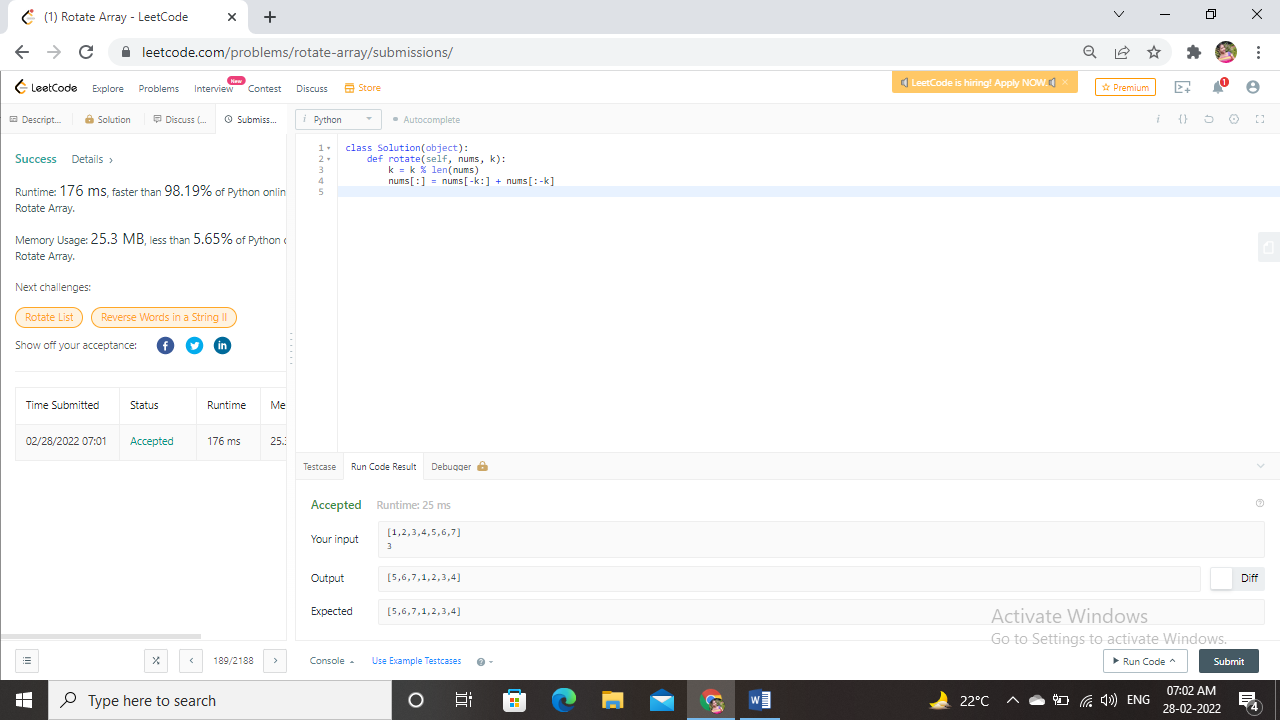 (1) Rotate Array - LeetCode
leetcode.com/problems/rotate-array/submissions/
LeetCode Explore Problems Interview New Contest Discuss Store LeetCode is hiring! Apply NOW. Premium 1
Descript... Solution Discuss (... Submiss... i Python Autocomplete
Success Details
Runtime: 176 ms, faster than 98.19% of Python onlin
Rotate Array.
Memory Usage: 25.3 MB, less than 5.65% of Python
Rotate Array.
Next challenges:
Rotate List Reverse Words in a String II
Show off your acceptance:
Time Submitted Status Runtime Me
02/28/2022 07:01 Accepted 176 ms 25.3
1 class Solution(object):
2 def rotate(self, nums, k):
3 k = k % len(nums)
4 nums[:] = nums[-k:] + nums[:-k]
5
Testcase Run Code Result Debugger
Accepted Runtime: 25 ms
Your input [1,2,3,4,5,6,7]
3
Output [5,6,7,1,2,3,4] Diff
Expected [5,6,7,1,2,3,4]
Activate Windows
Go to Settings to activate Windows.
189/2188 Console Use Example Testcases Run Code Submit
Type here to search 22°C ENG 07:02 AM
28-02-2022 4